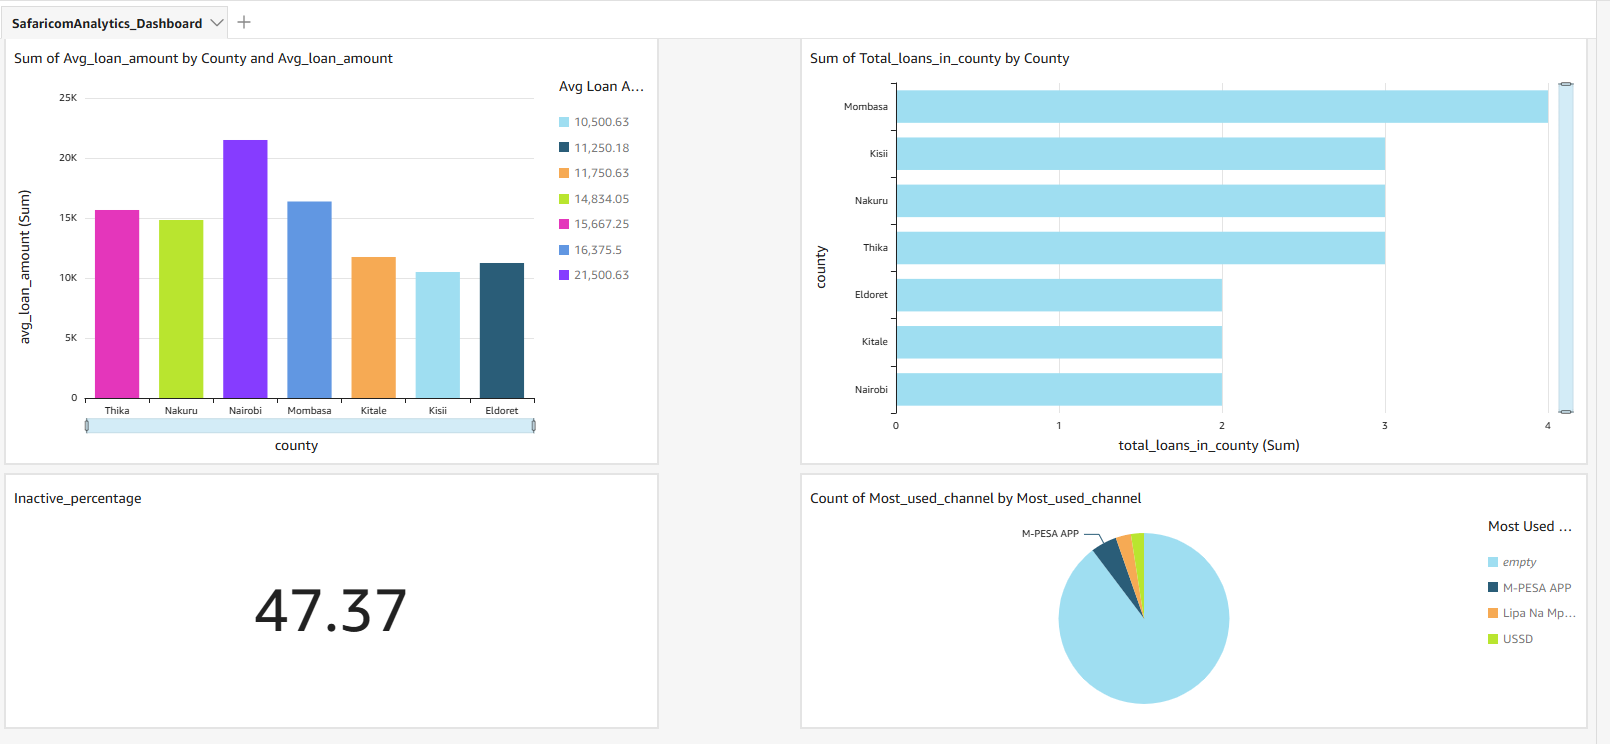 SafaricomAnalytics_Dashboard
Sum of Avg_loan_amount by County and Avg_loan_amount
avg_loan_amount (Sum)
25K
20K
15K
10K
5K
0
Thika Nakuru Nairobi Mombasa Kitale Kisii Eldoret
county
Avg Loan A...
10,500.63
11,250.18
11,750.63
14,834.05
15,667.25
16,375.5
21,500.63
Sum of Total_loans_in_county by County
county
Mombasa
Kisii
Nakuru
Thika
Eldoret
Kitale
Nairobi
0 1 2 3 4
total_loans_in_county (Sum)
Inactive_percentage
47.37
Count of Most_used_channel by Most_used_channel
M-PESA APP
Most Used ...
empty
M-PESA APP
Lipa Na Mp...
USSD